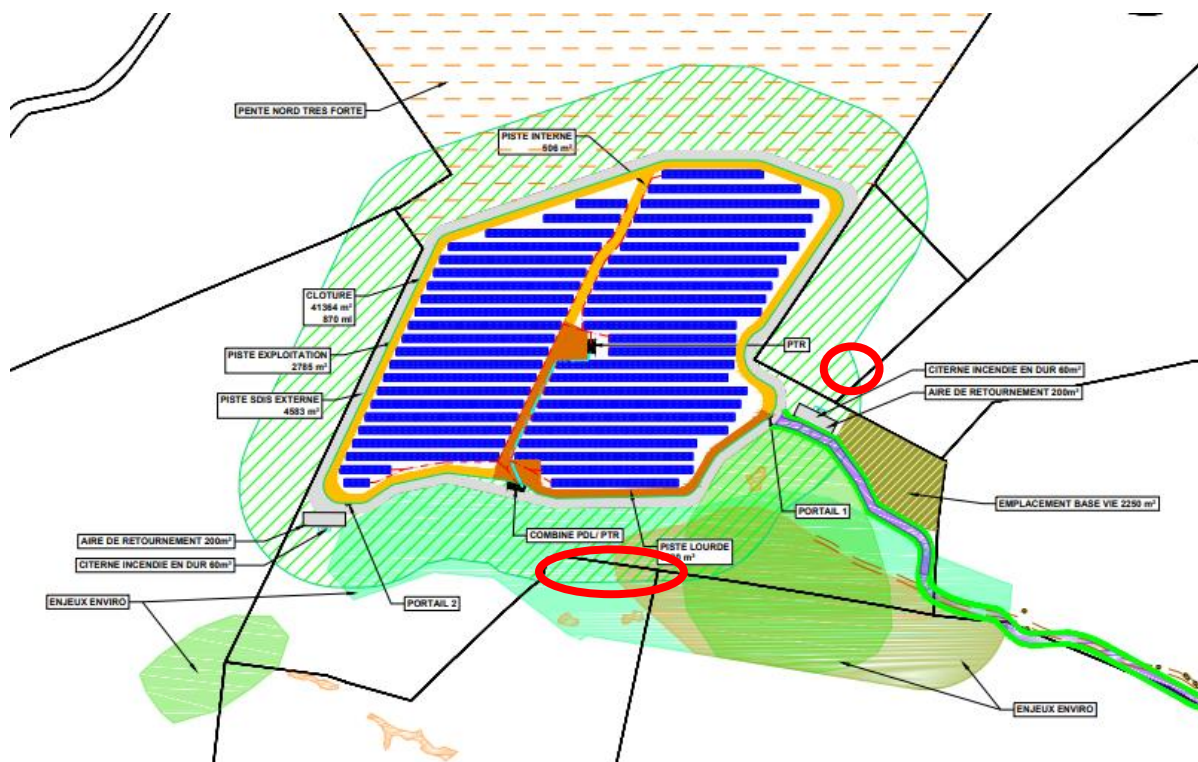 PENTE NORD TRES FORTE
PISTE INTERNE
506 m²
CLOTURE
41364 m²
870 ml
PTR
PISTE EXPLOITATION
2785 m²
CITERNE INCENDIE EN DUR 60m³
AIRE DE RETOURNEMENT 200m²
PISTE SDIS EXTERNE
4583 m²
EMPLACEMENT BASE VIE 2250 m²
PORTAIL 1
AIRE DE RETOURNEMENT 200m²
COMBINE PDL/ PTR
PISTE LOURDE
m²
CITERNE INCENDIE EN DUR 60m³
ENJEUX ENVIRO
PORTAIL 2
ENJEUX ENVIRO